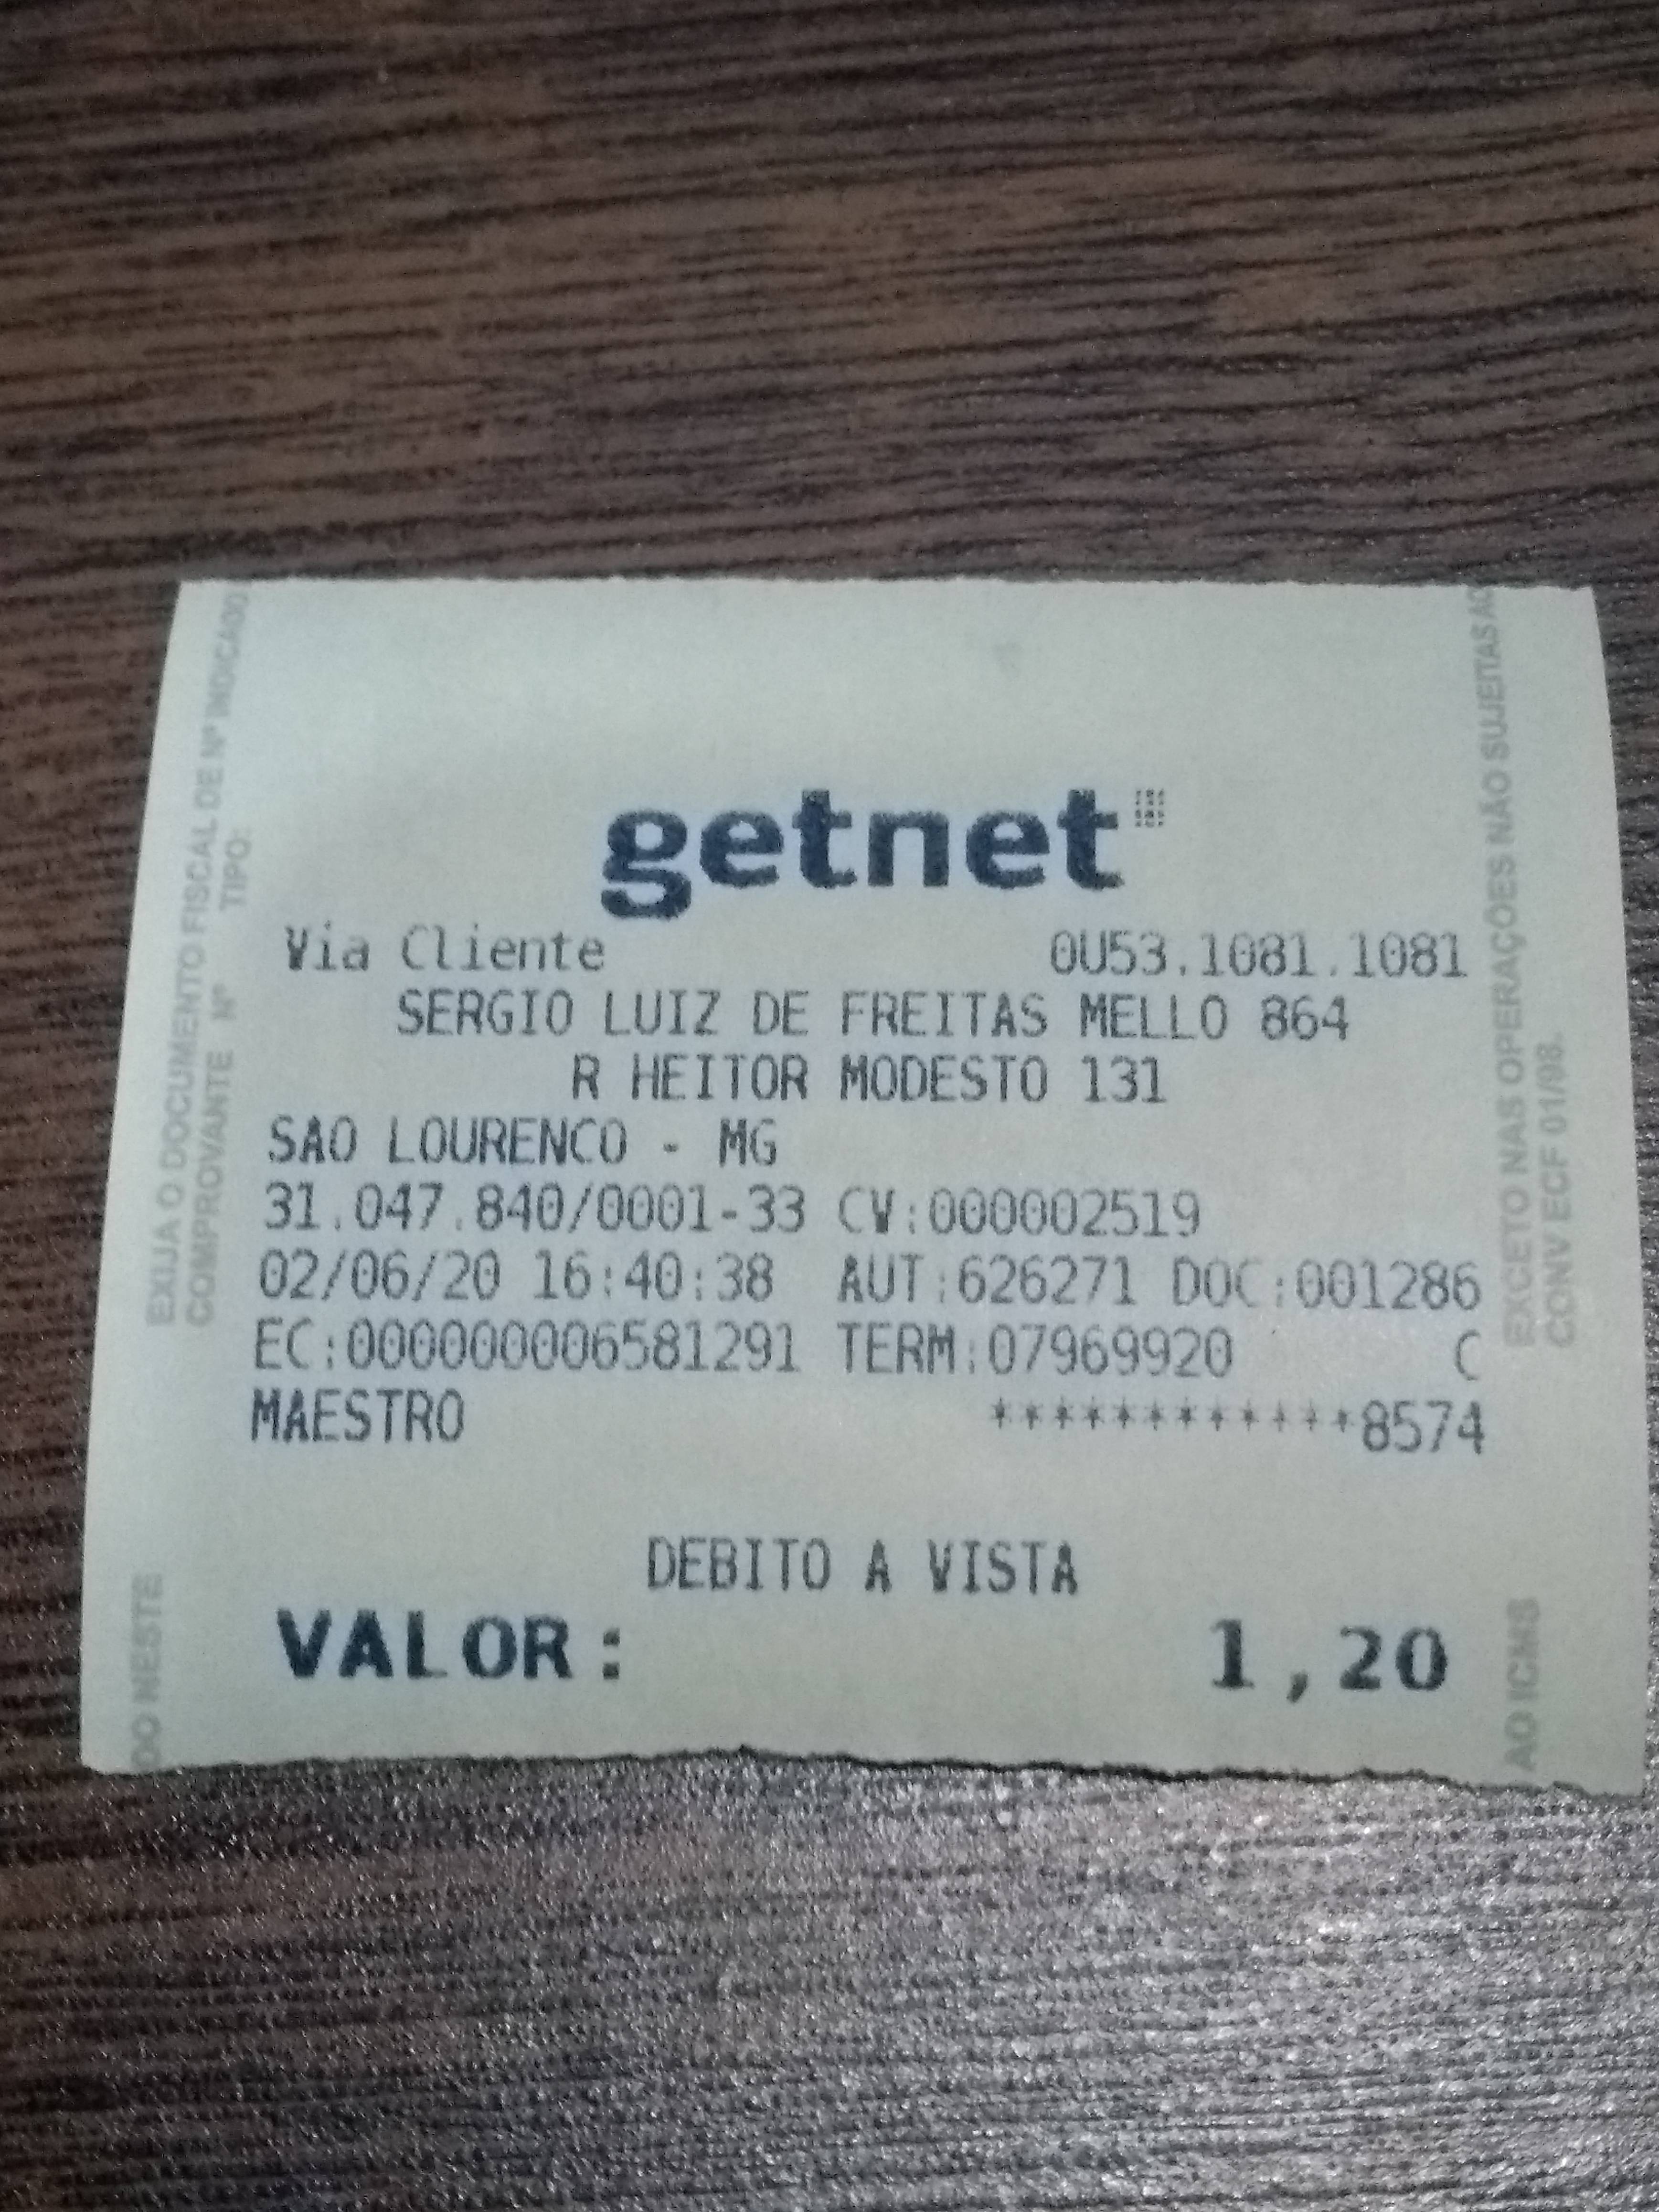 getnet
Via Cliente 0U53.1081.1081
SERGIO LUIZ DE FREITAS MELLO 864
R HEITOR MODESTO 131
SAO LOURENCO - MG
31.047.840/0001-33 CV:000002519
02/06/20 16:40:38 AUT:626271 DOC:001286
EC:000000006581291 TERM:07969920 C
MAESTRO ************8574
DEBITO A VISTA
VALOR: 1,20
EXIJA O DOCUMENTO FISCAL DE Nº INDICADO
COMPROVANTE Nº TIPO:
DO NESTE
EXCETO NAS OPERAÇÕES NÃO SUJEITAS AO
CONV ECF 01/98.
AO ICMS